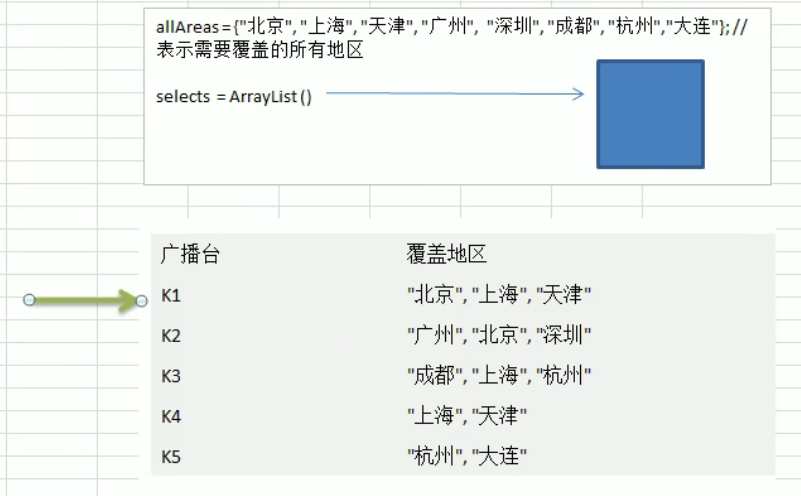 allAreas={"北京","上海","天津","广州", "深圳","成都","杭州","大连"};//
表示需要覆盖的所有地区
selects = ArrayList()
广播台 覆盖地区
K1 "北京","上海","天津"
K2 "广州","北京","深圳"
K3 "成都","上海","杭州"
K4 "上海","天津"
K5 "杭州","大连"